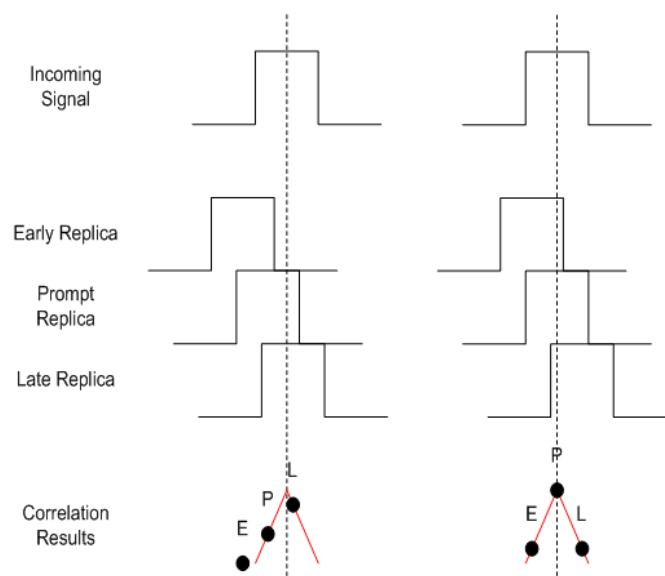 Incoming
Signal
Early Replica
Prompt
Replica
Late Replica
Correlation
Results
E
P
L
E
P
L